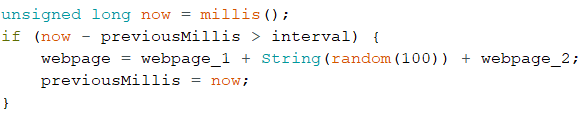 unsigned long now = millis();
if (now - previousMillis > interval) {
    webpage = webpage_1 + String(random(100)) + webpage_2;
    previousMillis = now;
}